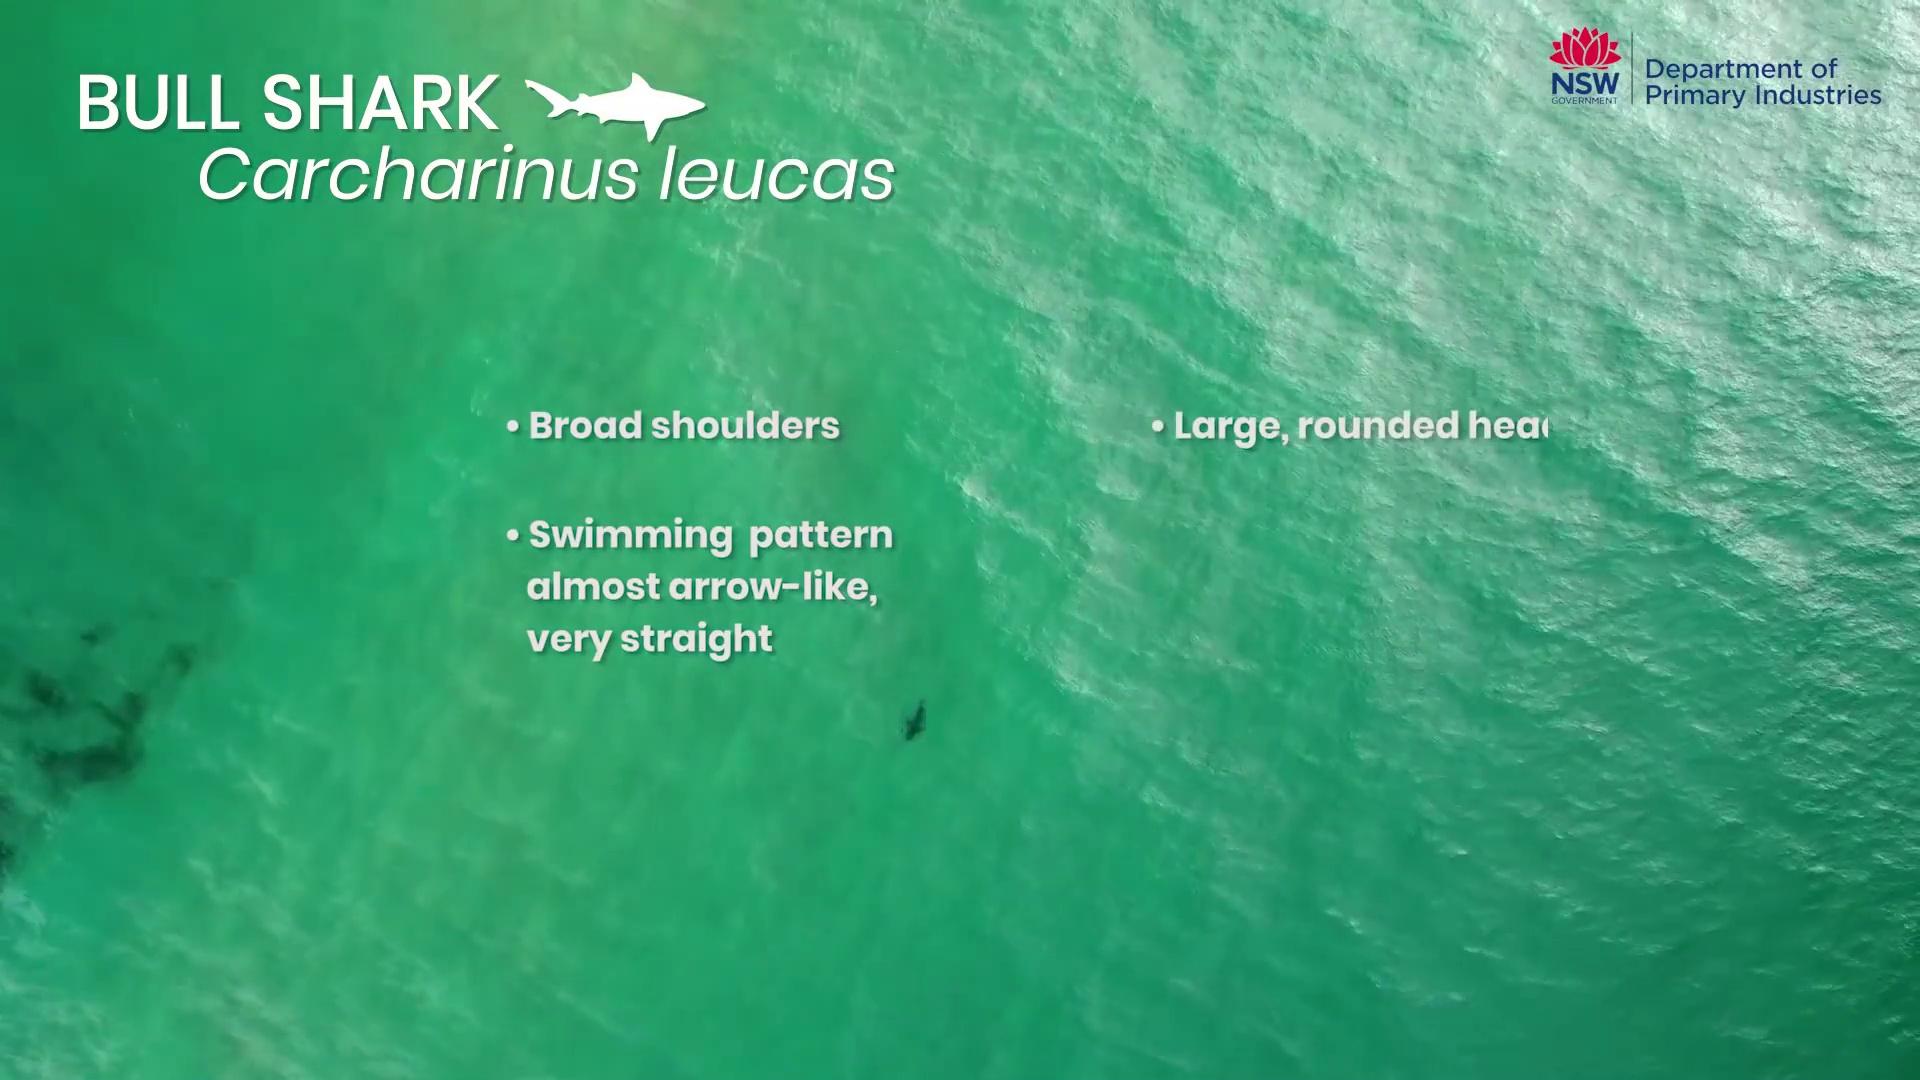 BULL SHARK
Carcharinus leucas
NSW
GOVERNMENT
Department of
Primary Industries
• Broad shoulders
• Swimming pattern
almost arrow-like,
very straight
• Large, rounded